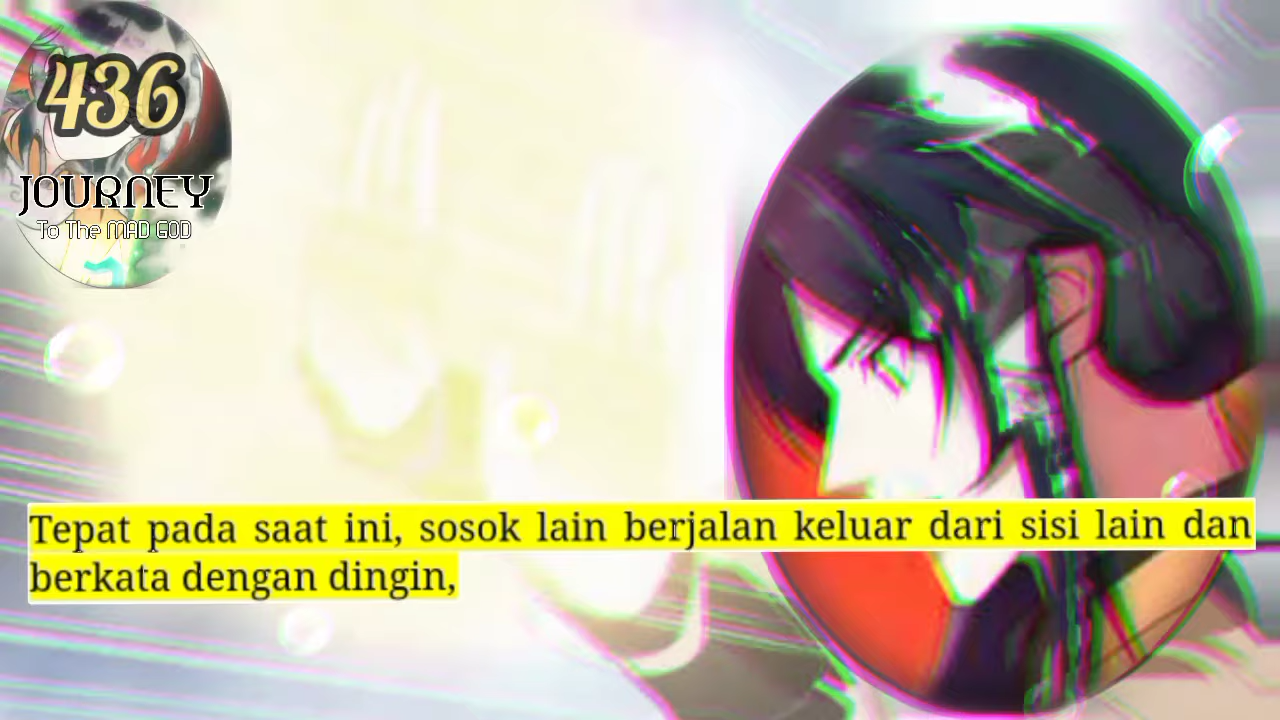 436
JOURNEY
To The MAD GOD
Tepat pada saat ini, sosok lain berjalan keluar dari sisi lain dan
berkata dengan dingin,